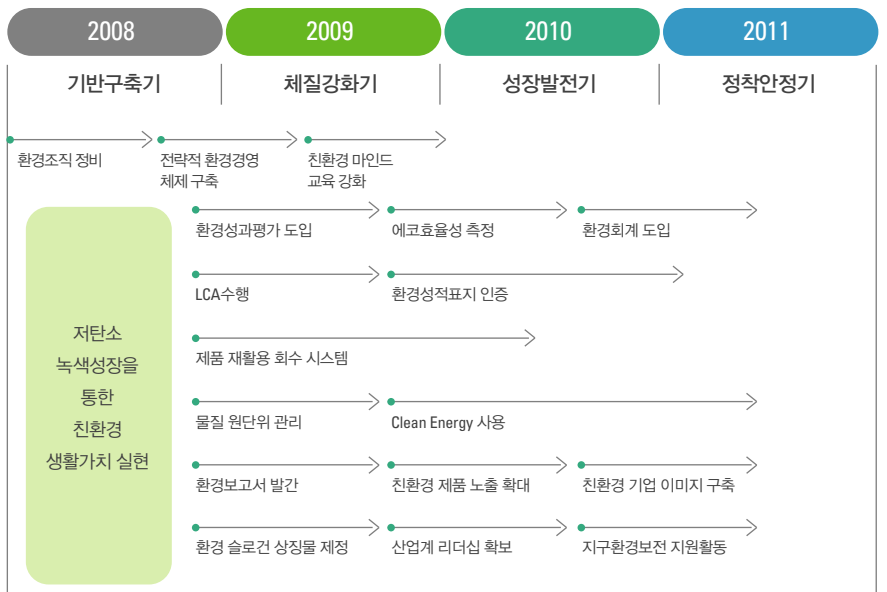 2008
2009
2010
2011
기반구축기
체질강화기
성장발전기
정착안정기
환경조직 정비
전략적 환경경영
체제 구축
친환경 마인드
교육 강화
저탄소
녹색성장을
통한
친환경
생활가치 실현
환경성과평가 도입
에코효율성 측정
환경회계 도입
LCA수행
환경성적표지 인증
제품 재활용 회수 시스템
물질 원단위 관리
Clean Energy 사용
환경보고서 발간
친환경 제품 노출 확대
친환경 기업 이미지 구축
환경 슬로건 상징물 제정
산업계 리더십 확보
지구환경보전 지원활동